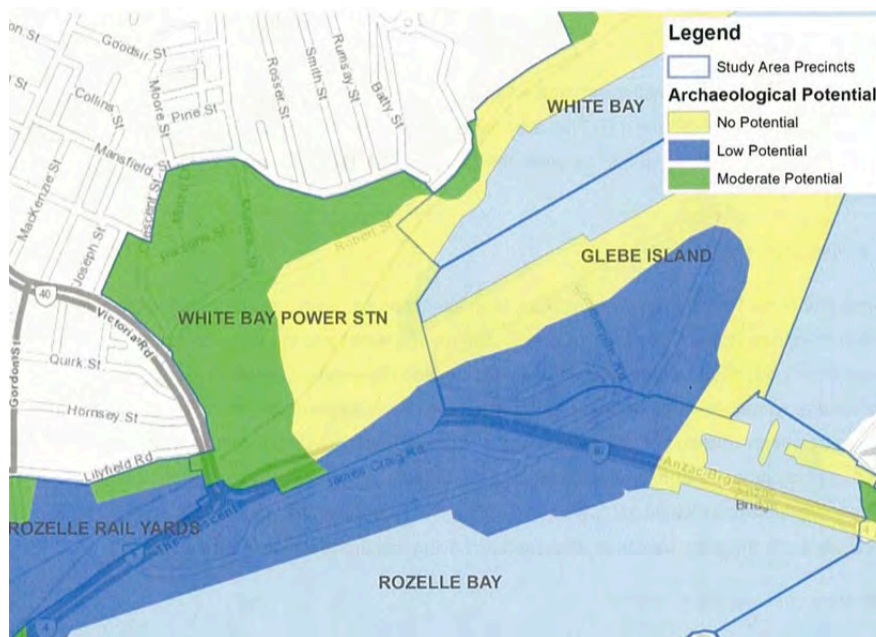 Legend
Study Area Precincts
Archaeological Potential
No Potential
Low Potential
Moderate Potential
Goodsir St
Rosser St
Smith St
Rumsay St
Batty St
WHITE BAY
Collins St
Moore St
Pine St
Mansfield St
MacKenzie St
Joseph St
Robert St
GLEBE ISLAND
40
Victoria Rd
WHITE BAY POWER STN
Gordon St
Quirk St
Hornsey St
Lilyfield Rd
James Craig Rd
Anzac Bridge
Bridge
ROZELLE RAIL YARDS
4
ROZELLE BAY
4